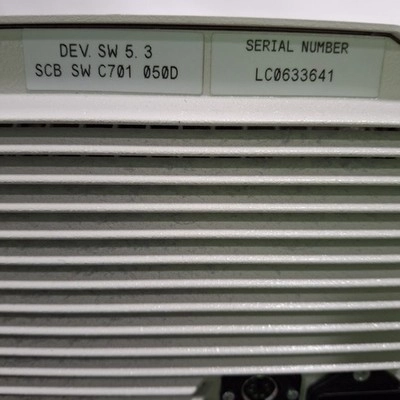 DEV. SW 5.3
SCB SW C701 050D
SERIAL NUMBER
LC0633641